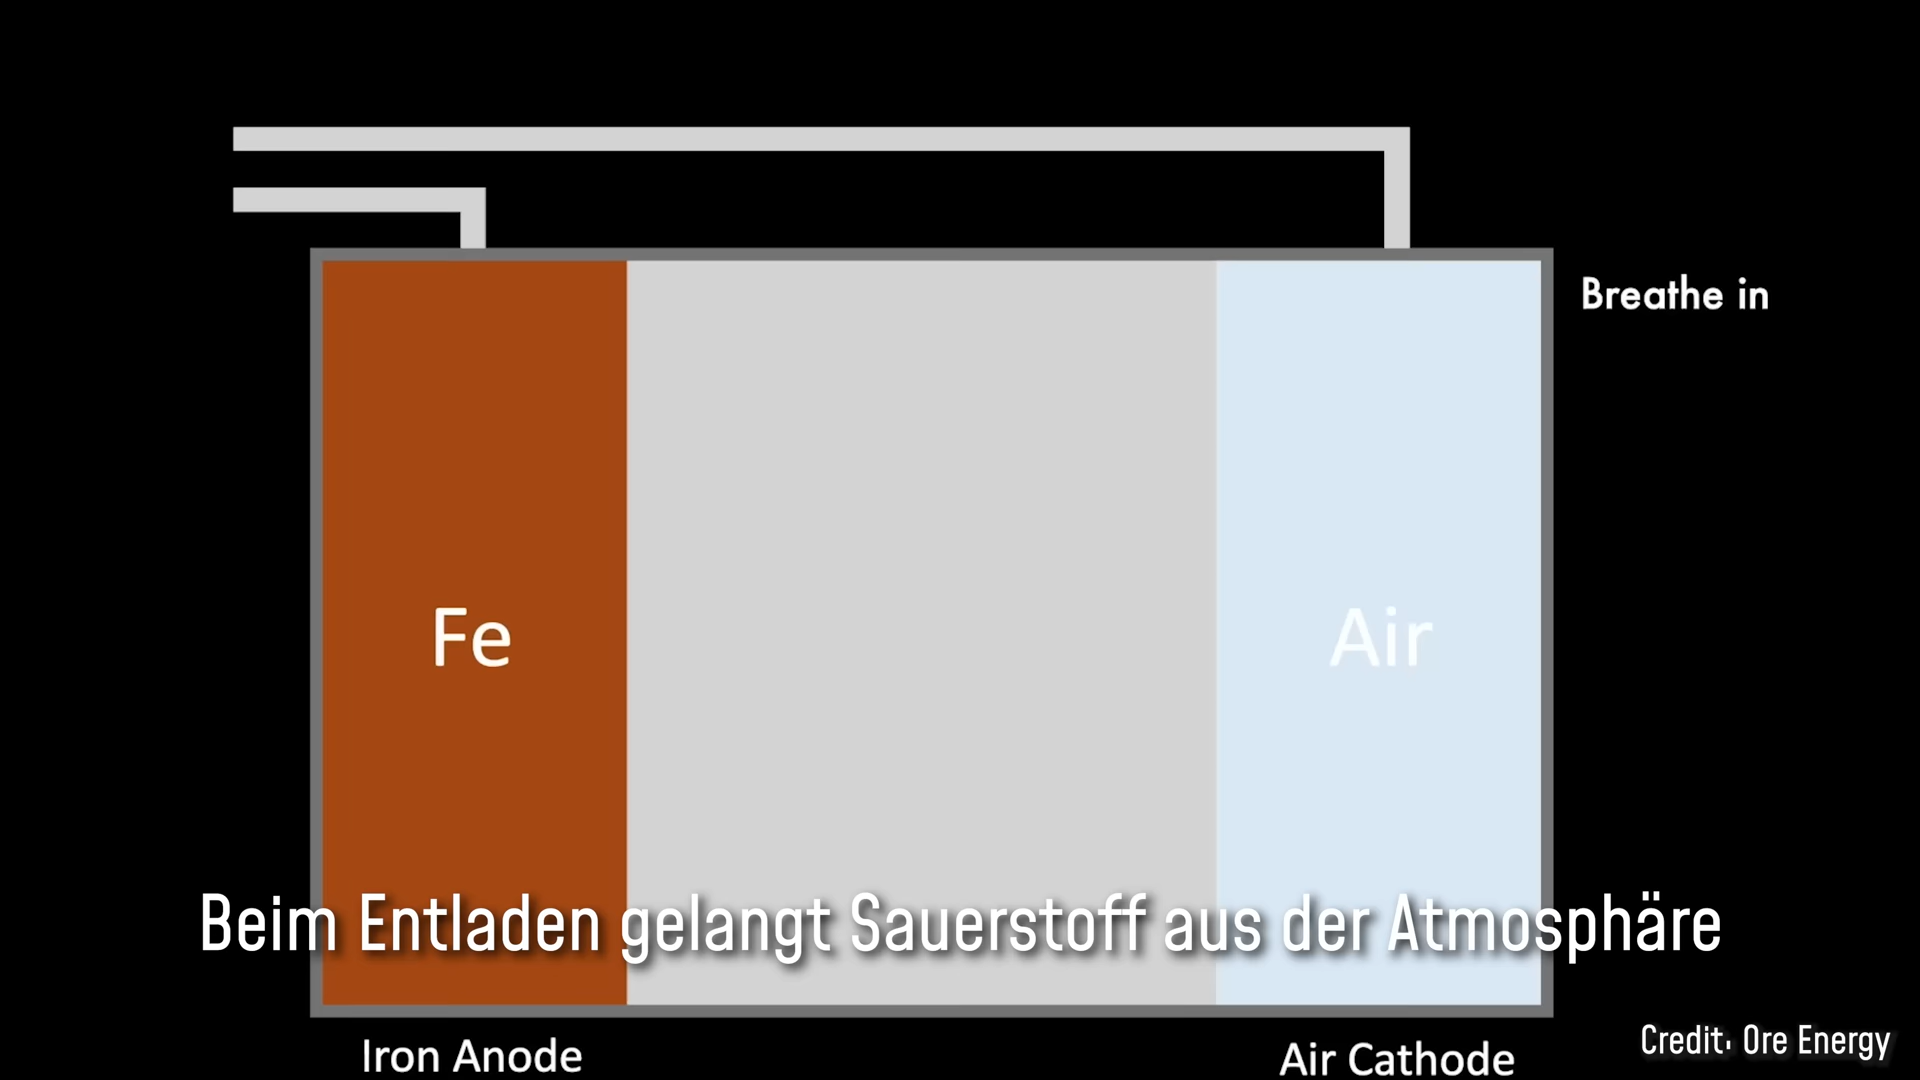 Breathe in
Fe
Air
Beim Entladen gelangt Sauerstoff aus der Atmosphäre
Iron Anode
Air Cathode
Credit: Ore Energy